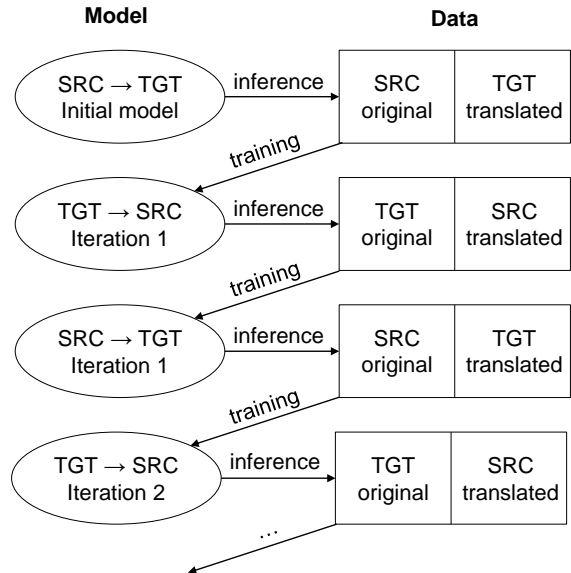 Model
Data
SRC → TGT
Initial model
inference
SRC
original
TGT
translated
training
TGT → SRC
Iteration 1
inference
TGT
original
SRC
translated
training
SRC → TGT
Iteration 1
inference
SRC
original
TGT
translated
training
TGT → SRC
Iteration 2
inference
TGT
original
SRC
translated
...